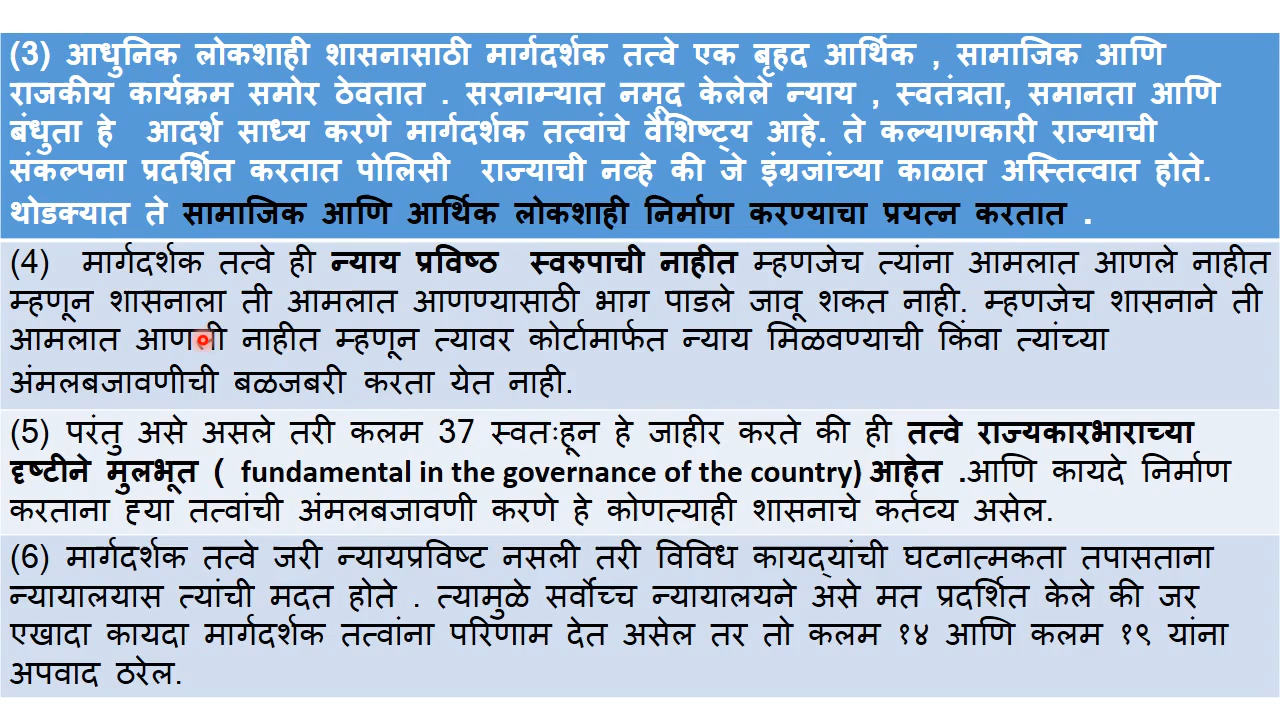 (3) आधुनिक लोकशाही शासनासाठी मार्गदर्शक तत्वे एक बृहद आर्थिक , सामाजिक आणि
राजकीय कार्यक्रम समोर ठेवतात . सरनाम्यात नमूद केलेले न्याय , स्वतंत्रता, समानता आणि
बंधुता हे आदर्श साध्य करणे मार्गदर्शक तत्वांचे वैशिष्ट्य आहे. ते कल्याणकारी राज्याची
संकल्पना प्रदर्शित करतात पोलिसी राज्याची नव्हे की जे इंग्रजांच्या काळात अस्तित्वात होते.
थोडक्यात ते सामाजिक आणि आर्थिक लोकशाही निर्माण करण्याचा प्रयत्न करतात .
(4) मार्गदर्शक तत्वे ही न्याय प्रविष्ठ स्वरुपाची नाहीत म्हणजेच त्यांना आमलात आणले नाहीत
म्हणून शासनाला ती आमलात आणण्यासाठी भाग पाडले जावू शकत नाही. म्हणजेच शासनाने ती
आमलात आणली नाहीत म्हणून त्यावर कोर्टामार्फत न्याय मिळवण्याची किंवा त्यांच्या
अंमलबजावणीची बळजबरी करता येत नाही.
(5) परंतु असे असले तरी कलम 37 स्वतःहून हे जाहीर करते की ही तत्वे राज्यकारभाराच्या
दृष्टीने मुलभूत ( fundamental in the governance of the country) आहेत .आणि कायदे निर्माण
करताना ह्या तत्वांची अंमलबजावणी करणे हे कोणत्याही शासनाचे कर्तव्य असेल.
(6) मार्गदर्शक तत्वे जरी न्यायप्रविष्ट नसली तरी विविध कायद्यांची घटनात्मकता तपासताना
न्यायालयास त्यांची मदत होते . त्यामुळे सर्वोच्च न्यायालयने असे मत प्रदर्शित केले की जर
एखादा कायदा मार्गदर्शक तत्वांना परिणाम देत असेल तर तो कलम १४ आणि कलम १९ यांना
अपवाद ठरेल.